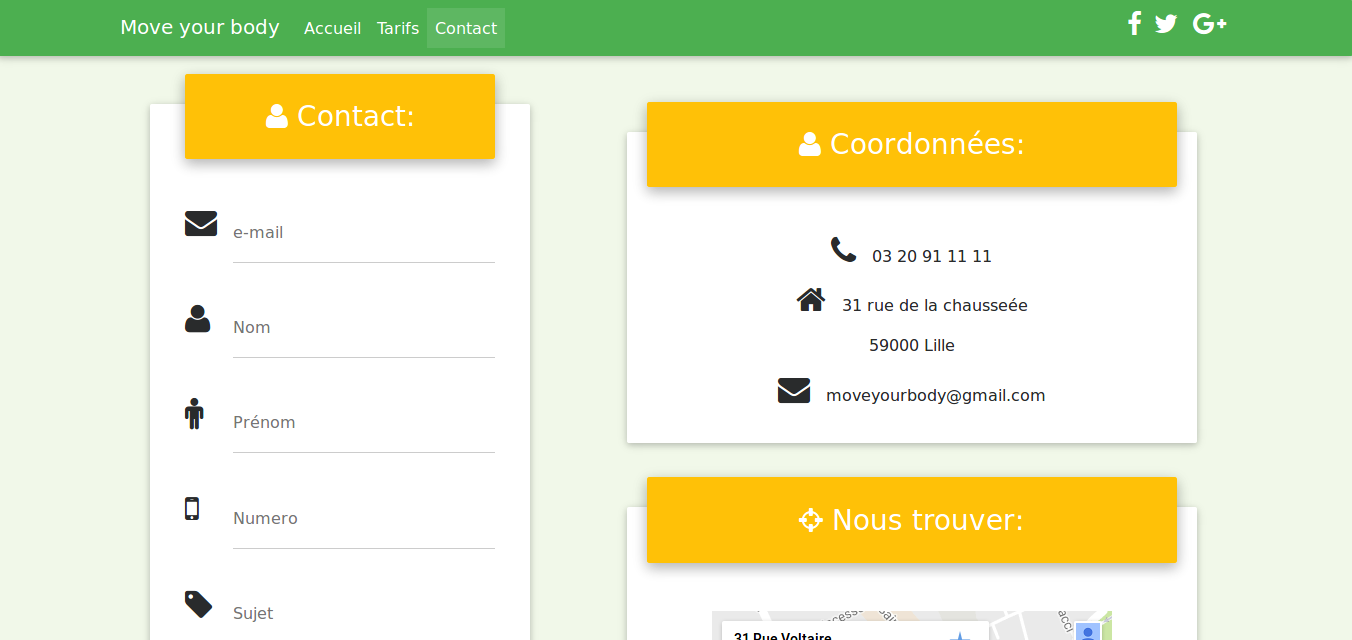 Move your body Accueil Tarifs Contact
Contact:
e-mail
Nom
Prénom
Numero
Sujet
Coordonnées:
03 20 91 11 11
31 rue de la chausseée
59000 Lille
moveyourbody@gmail.com
Nous trouver:
31 Rue Voltaire